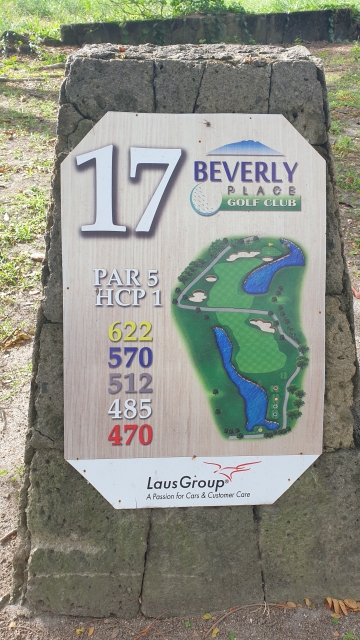 17
BEVERLY
PLACE
GOLF CLUB
PAR 5
HCP 1
622
570
512
485
470
LausGroup®
A Passion for Cars & Customer Care